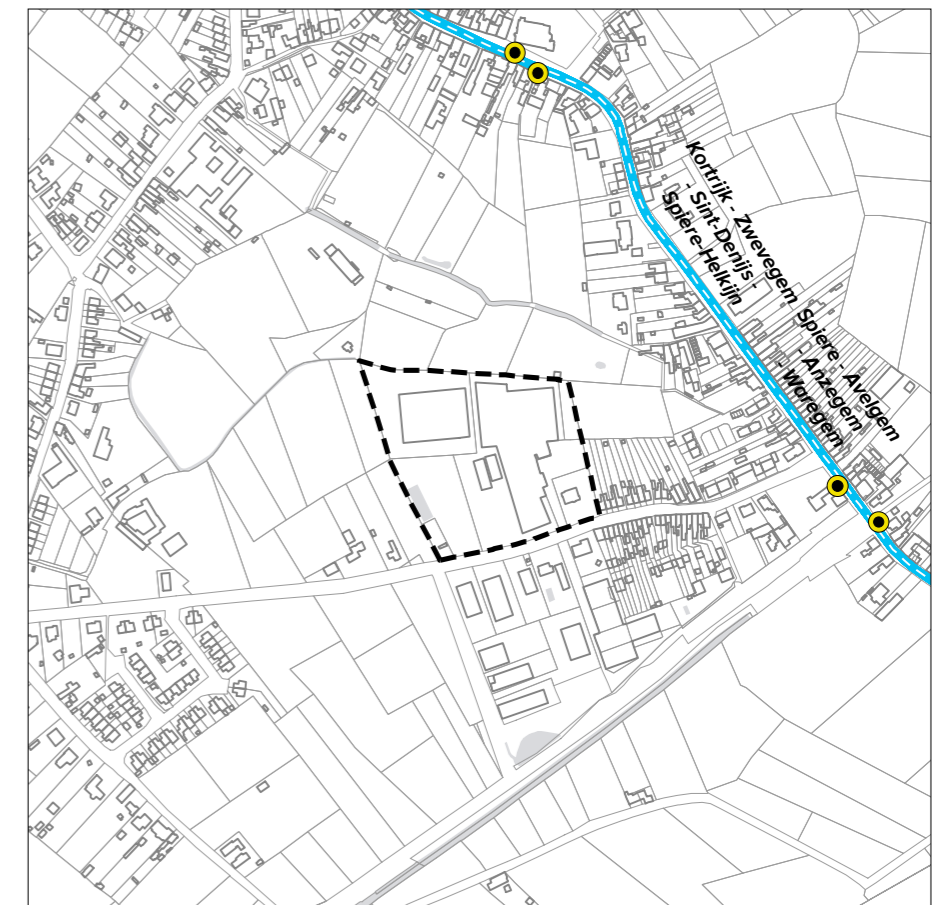 Kortrijk - Zwevegem
- Sint-Denijs -
Spiere-Helkijn
Spiere - Avelgem
- Anzegem
- Waregem